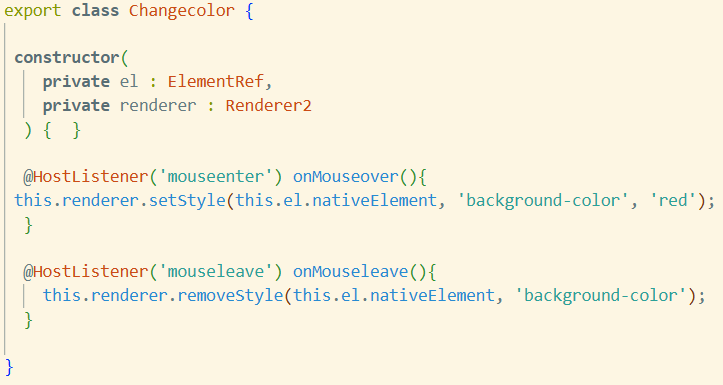 export class Changecolor {
constructor(
private el : ElementRef,
private renderer : Renderer2
) {  }
@HostListener('mouseenter') onMouseover(){
this.renderer.setStyle(this.el.nativeElement, 'background-color', 'red');
}
@HostListener('mouseleave') onMouseleave(){
this.renderer.removeStyle(this.el.nativeElement, 'background-color');
}
}